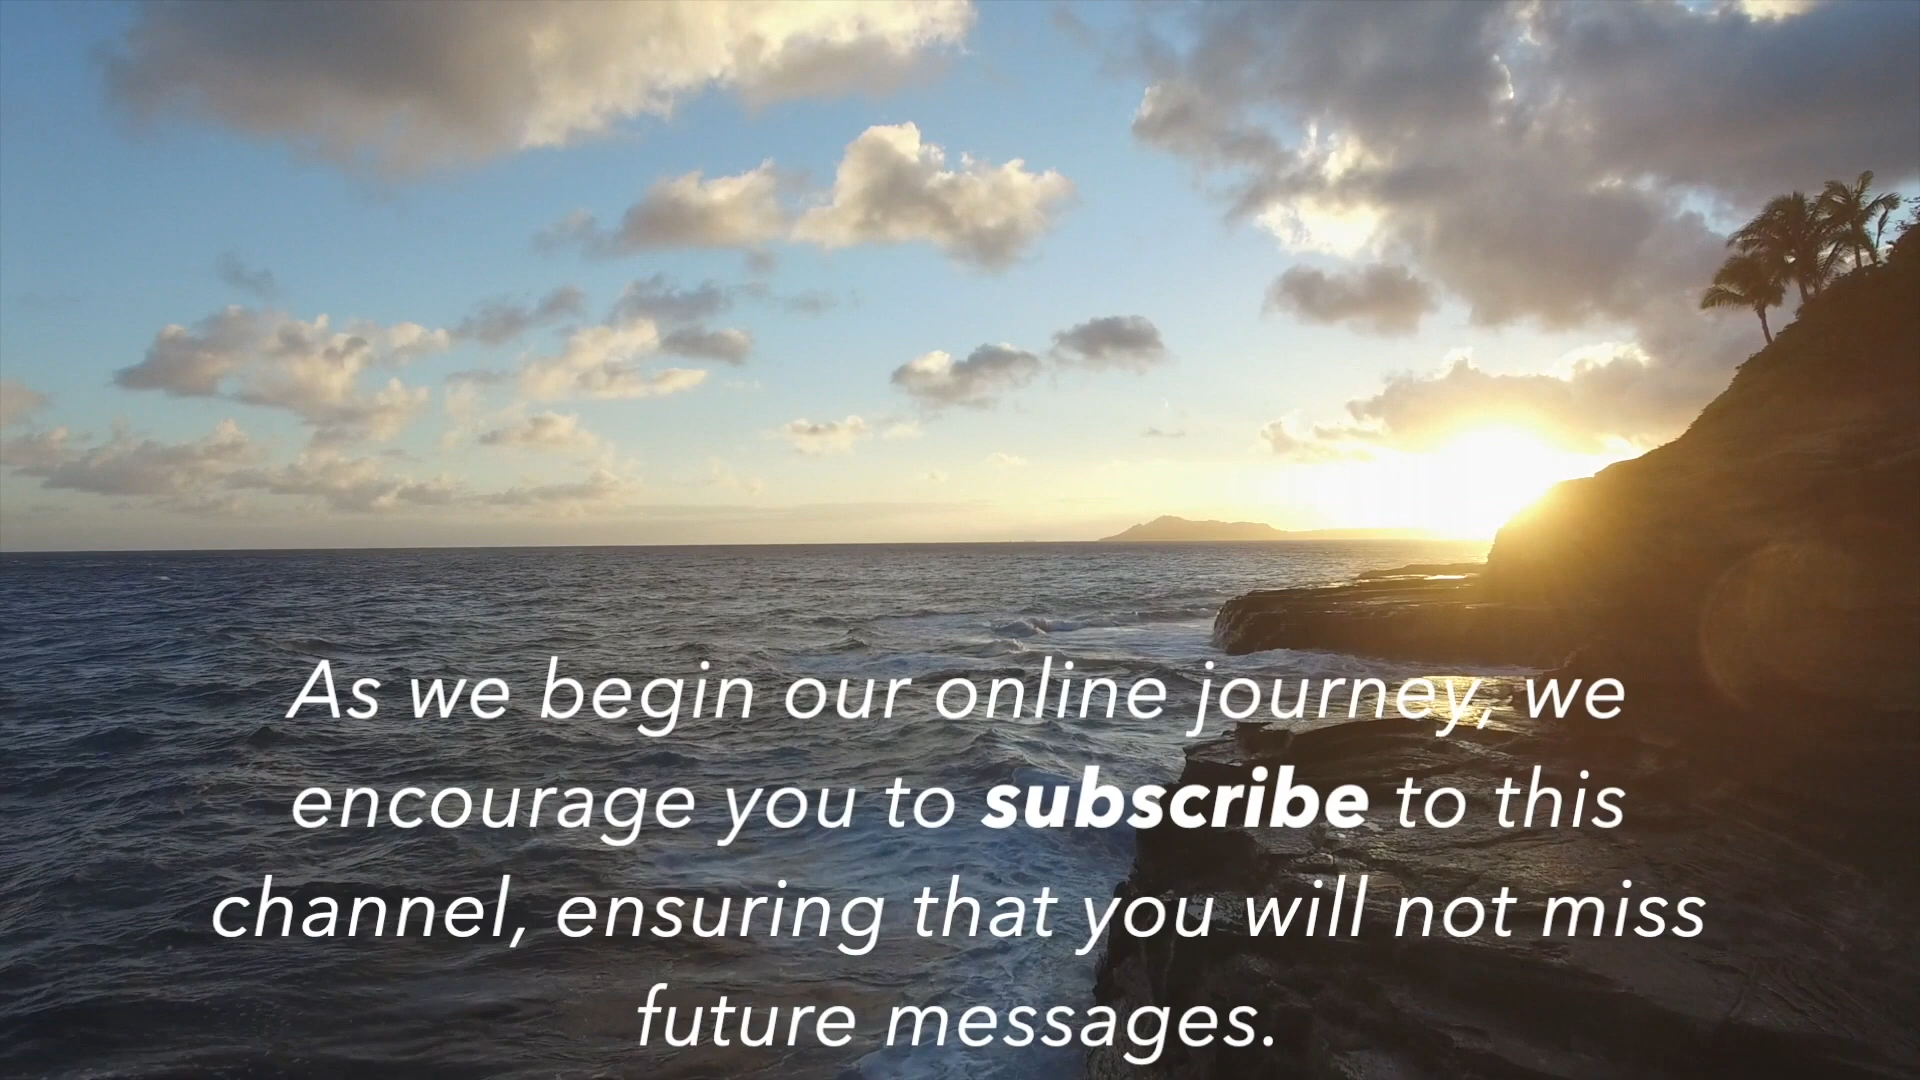 As we begin our online journey, we
encourage you to subscribe to this
channel, ensuring that you will not miss
future messages.